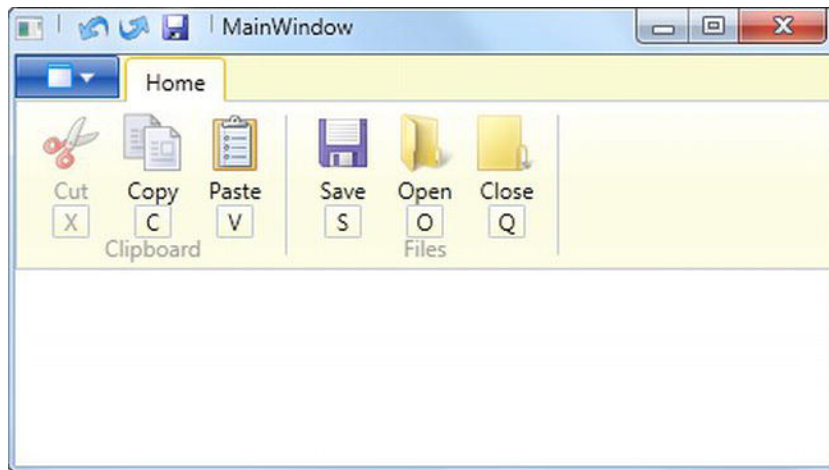 MainWindow
Home
Cut Copy Paste Save Open Close
X C V S O Q
Clipboard Files